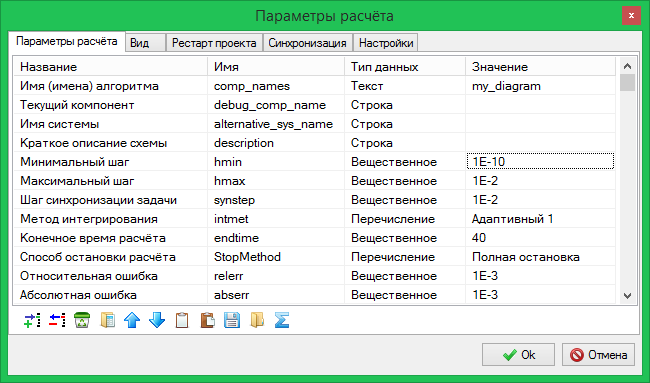 Параметры расчёта
x
Параметры расчёта Вид Рестарт проекта Синхронизация Настройки
Название Имя Тип данных Значение
Имя (имена) алгоритма comp_names Текст my_diagram
Текущий компонент debug_comp_name Строка
Имя системы alternative_sys_name Строка
Краткое описание схемы description Строка
Минимальный шаг hmin Вещественное 1E-10
Максимальный шаг hmax Вещественное 1E-2
Шаг синхронизации задачи synstep Вещественное 1E-2
Метод интегрирования intmet Перечисление Адаптивный 1
Конечное время расчёта endtime Вещественное 40
Способ остановки расчёта StopMethod Перечисление Полная остановка
Относительная ошибка relerr Вещественное 1E-3
Абсолютная ошибка abserr Вещественное 1E-3
Ok Отмена